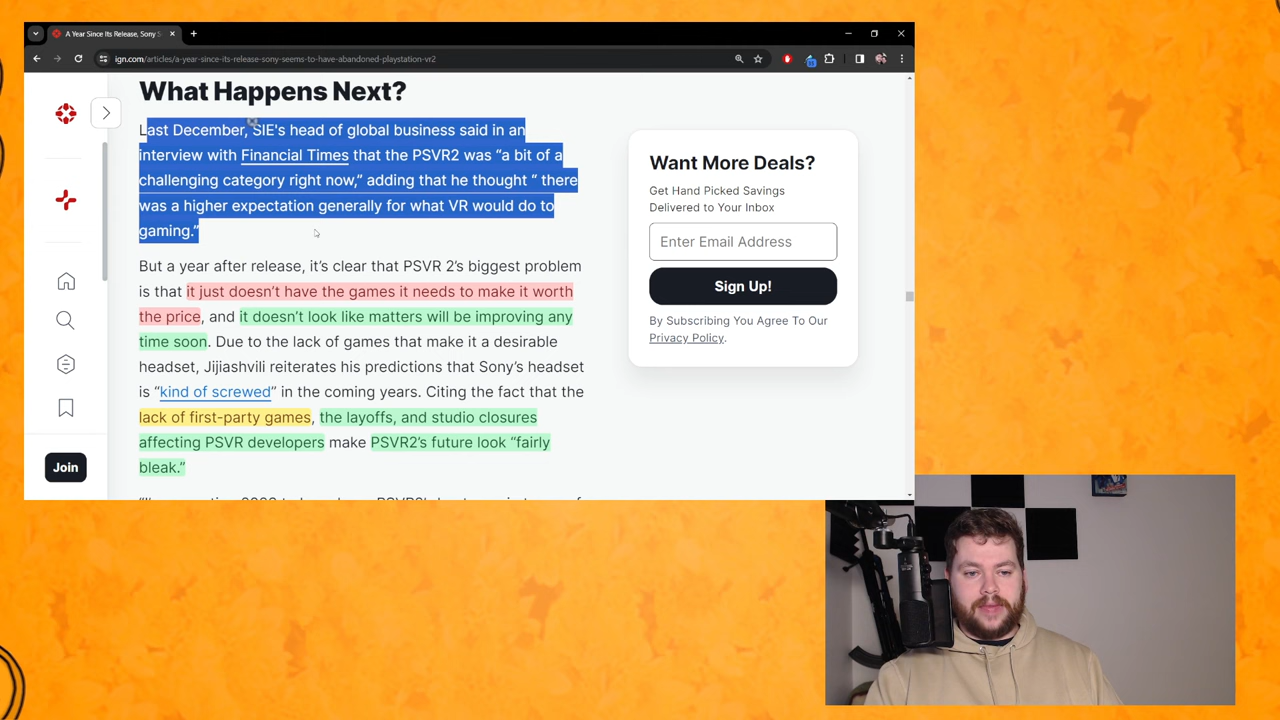 A Year Since Its Release, Sony S
ign.com/articles/a-year-since-its-release-sony-seems-to-have-abandoned-playstation-vr2
What Happens Next?
Last December, SIE's head of global business said in an
interview with Financial Times that the PSVR2 was “a bit of a
challenging category right now,” adding that he thought “ there
was a higher expectation generally for what VR would do to
gaming.”
But a year after release, it’s clear that PSVR 2’s biggest problem
is that it just doesn’t have the games it needs to make it worth
the price, and it doesn’t look like matters will be improving any
time soon. Due to the lack of games that make it a desirable
headset, Jijiashvili reiterates his predictions that Sony’s headset
is “kind of screwed” in the coming years. Citing the fact that the
lack of first-party games, the layoffs, and studio closures
affecting PSVR developers make PSVR2’s future look “fairly
bleak.”
Want More Deals?
Get Hand Picked Savings
Delivered to Your Inbox
Enter Email Address
Sign Up!
By Subscribing You Agree To Our
Privacy Policy.
Join